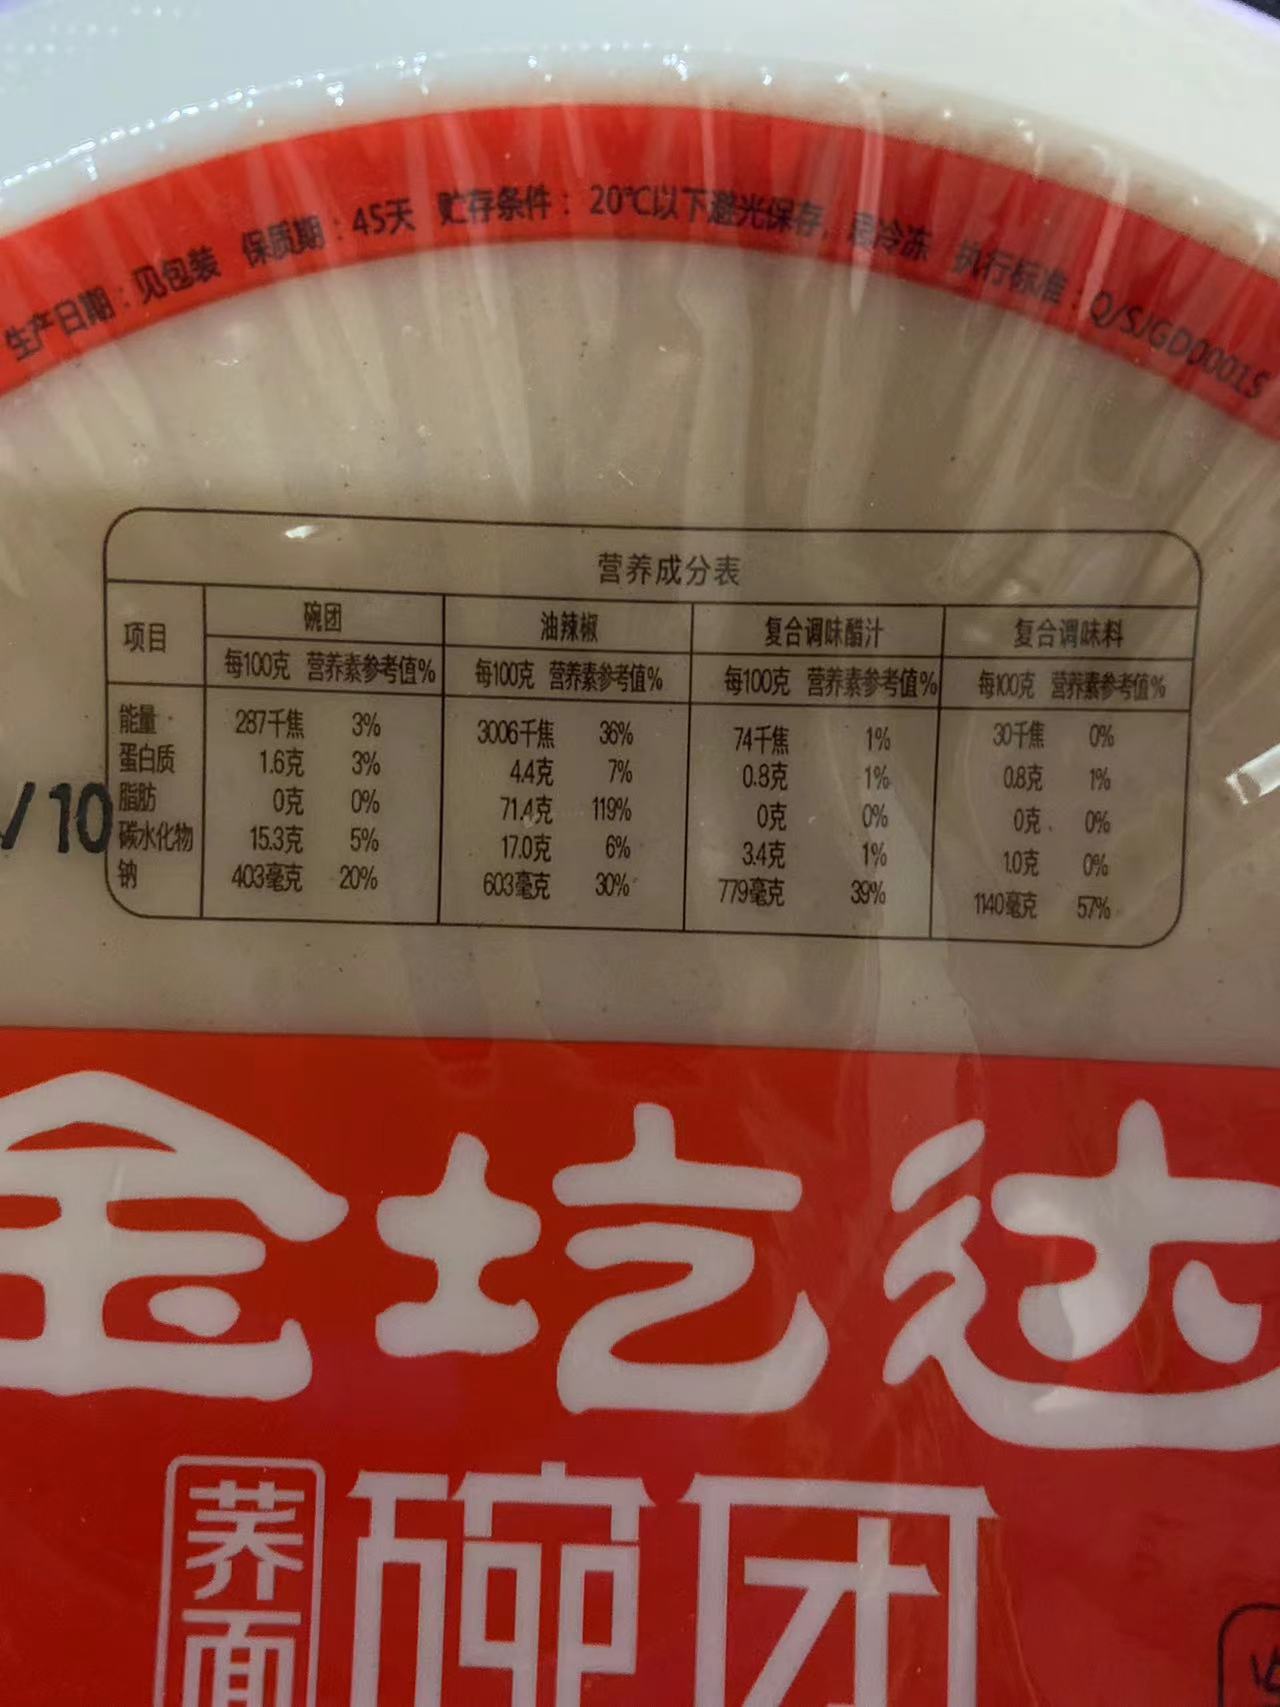 生产日期：见包装 保质期：45天 贮存条件：20℃以下避光保存，忌冷冻 执行标准：Q/SJGD0001S
营养成分表
项目 碗团 油辣椒 复合调味醋汁 复合调味料
每100克 营养素参考值% 每100克 营养素参考值% 每100克 营养素参考值% 每100克 营养素参考值%
能量 287千焦 3% 3006千焦 36% 74千焦 1% 30千焦 0%
蛋白质 1.6克 3% 4.4克 7% 0.8克 1% 0.8克 1%
脂肪 0克 0% 71.4克 119% 0克 0% 0克 0%
碳水化物 15.3克 5% 17.0克 6% 3.4克 1% 1.0克 0%
钠 403毫克 20% 603毫克 30% 779毫克 39% 1140毫克 57%
/10
金圪达
荞面
碗团